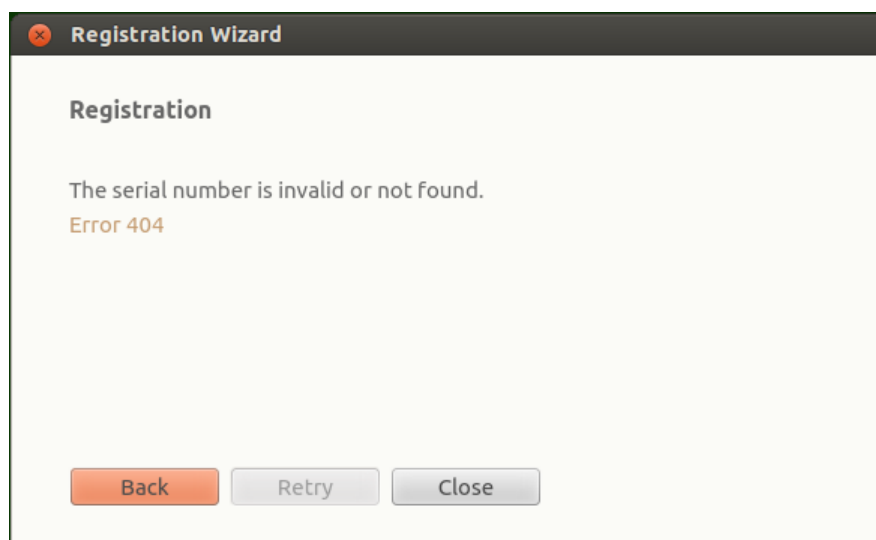 Registration Wizard
Registration
The serial number is invalid or not found.
Error 404
Back Retry Close